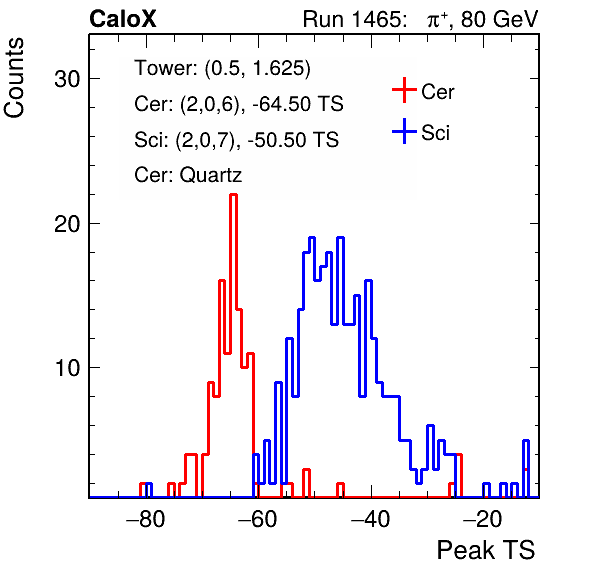 CaloX Run 1465: π⁺, 80 GeV
Counts
Tower: (0.5, 1.625)
Cer: (2,0,6), -64.50 TS
Sci: (2,0,7), -50.50 TS
Cer: Quartz
Cer
Sci
30
20
10
−80 −60 −40 −20
Peak TS